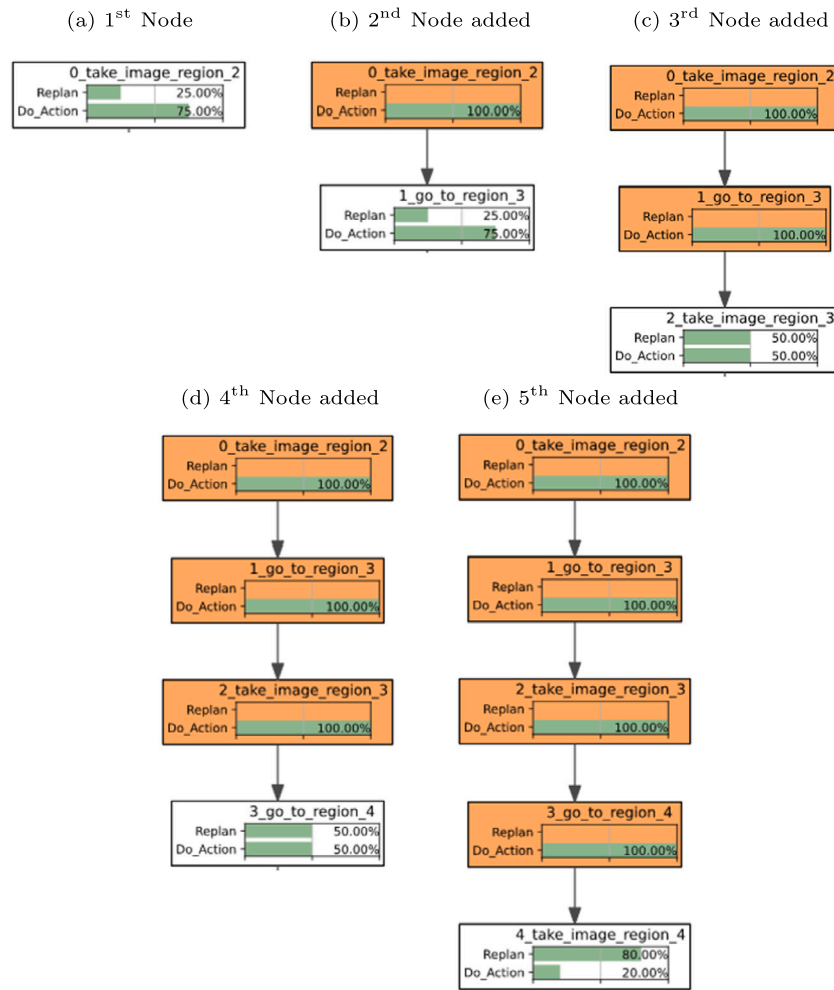 (a) 1st Node
0_take_image_region_2
Replan 25.00%
Do_Action 75.00%
(b) 2nd Node added
0_take_image_region_2
Replan
Do_Action 100.00%
1_go_to_region_3
Replan 25.00%
Do_Action 75.00%
(c) 3rd Node added
0_take_image_region_2
Replan
Do_Action 100.00%
1_go_to_region_3
Replan
Do_Action 100.00%
2_take_image_region_3
Replan 50.00%
Do_Action 50.00%
(d) 4th Node added
0_take_image_region_2
Replan
Do_Action 100.00%
1_go_to_region_3
Replan
Do_Action 100.00%
2_take_image_region_3
Replan
Do_Action 100.00%
3_go_to_region_4
Replan 50.00%
Do_Action 50.00%
(e) 5th Node added
0_take_image_region_2
Replan
Do_Action 100.00%
1_go_to_region_3
Replan
Do_Action 100.00%
2_take_image_region_3
Replan
Do_Action 100.00%
3_go_to_region_4
Replan
Do_Action 100.00%
4_take_image_region_4
Replan 80.00%
Do_Action 20.00%